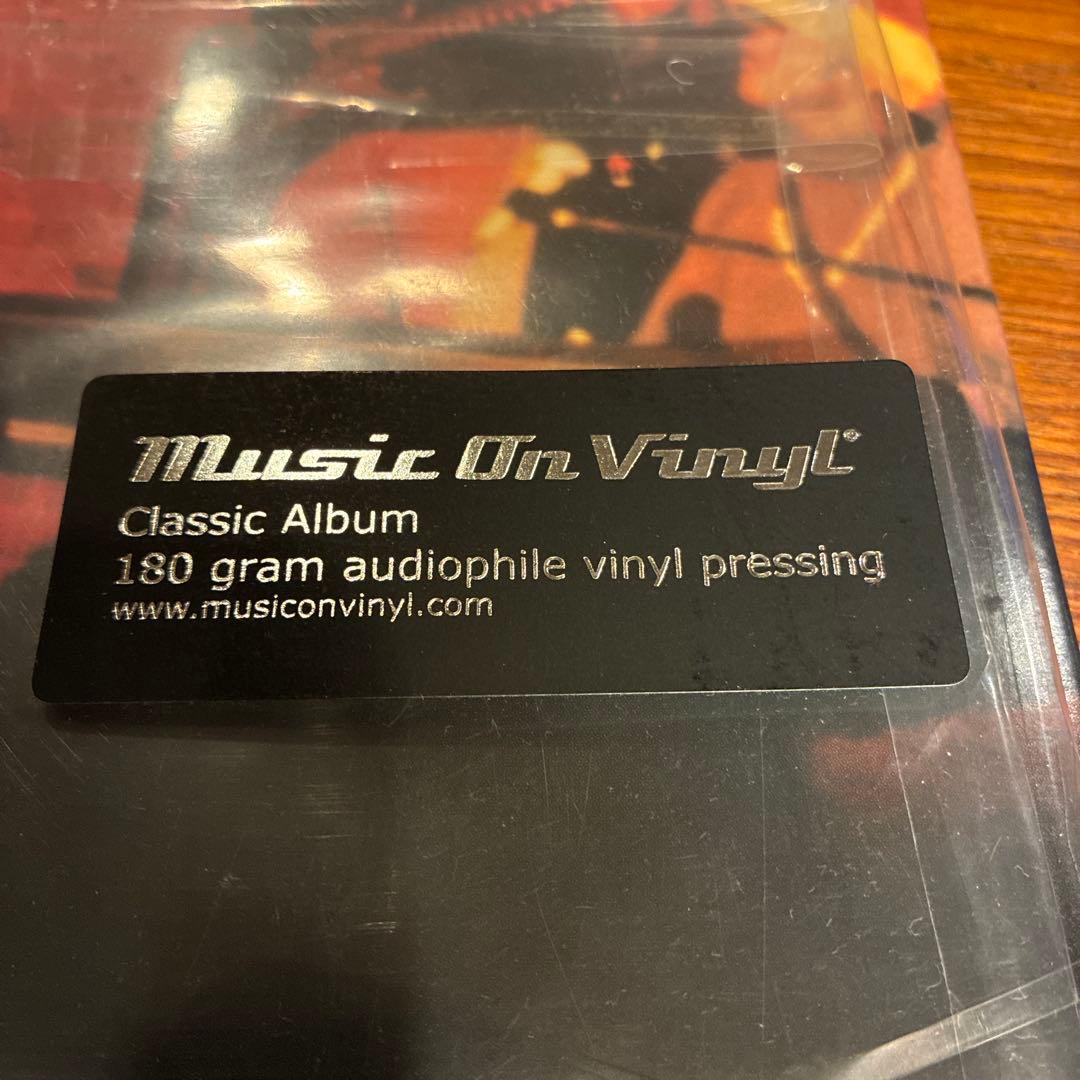 Music On Vinyl®
Classic Album
180 gram audiophile vinyl pressing
www.musiconvinyl.com